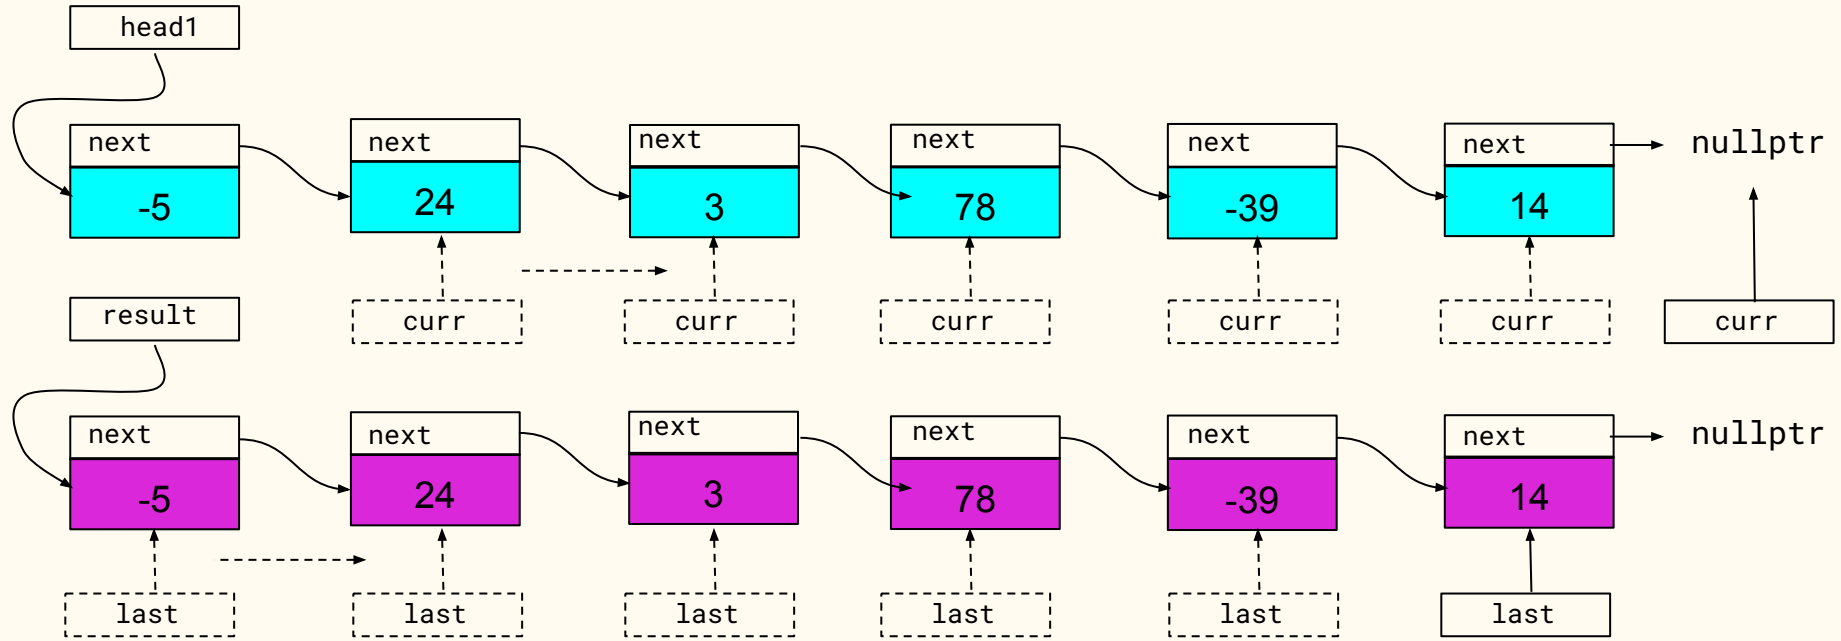 head1
next next next next next next nullptr
-5 24 3 78 -39 14
result curr curr curr curr curr curr
next next next next next next nullptr
-5 24 3 78 -39 14
last last last last last last